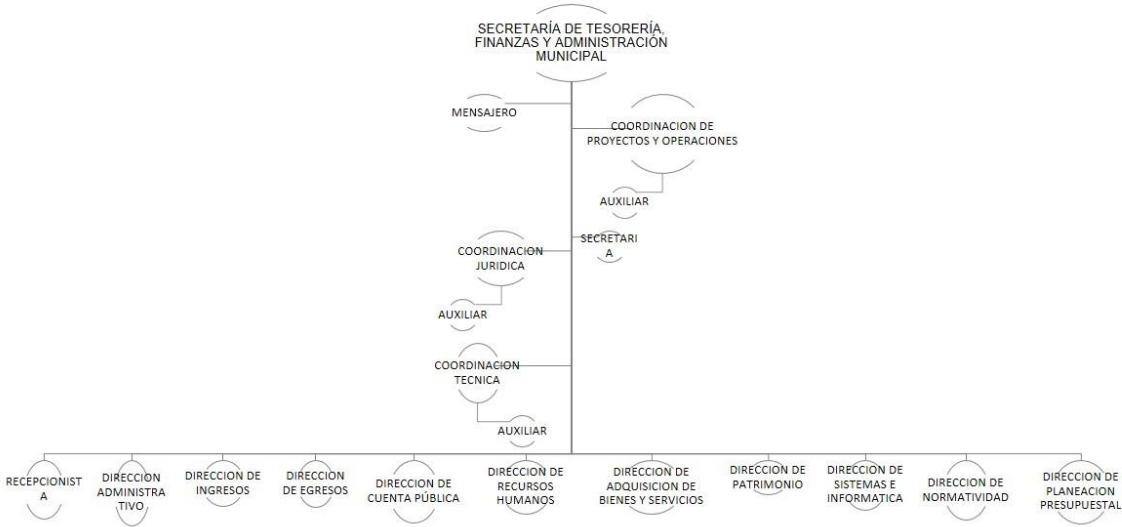 SECRETARÍA DE TESORERÍA,
FINANZAS Y ADMINISTRACIÓN
MUNICIPAL
MENSAJERO
COORDINACION DE
PROYECTOS Y OPERACIONES
AUXILIAR
SECRETARI
A
COORDINACION
JURIDICA
AUXILIAR
COORDINACION
TECNICA
AUXILIAR
RECEPCIONIST
A
DIRECCION
ADMINISTRA
TIVO
DIRECCION DE
INGRESOS
DIRECCION
DE EGRESOS
DIRECCION DE
CUENTA PÚBLICA
DIRECCION DE
RECURSOS
HUMANOS
DIRECCION DE
ADQUISICION DE
BIENES Y SERVICIOS
DIRECCION DE
PATRIMONIO
DIRECCION DE
SISTEMAS E
INFORMATICA
DIRECCION DE
NORMATIVIDAD
DIRECCION DE
PLANEACION
PRESUPUESTAL